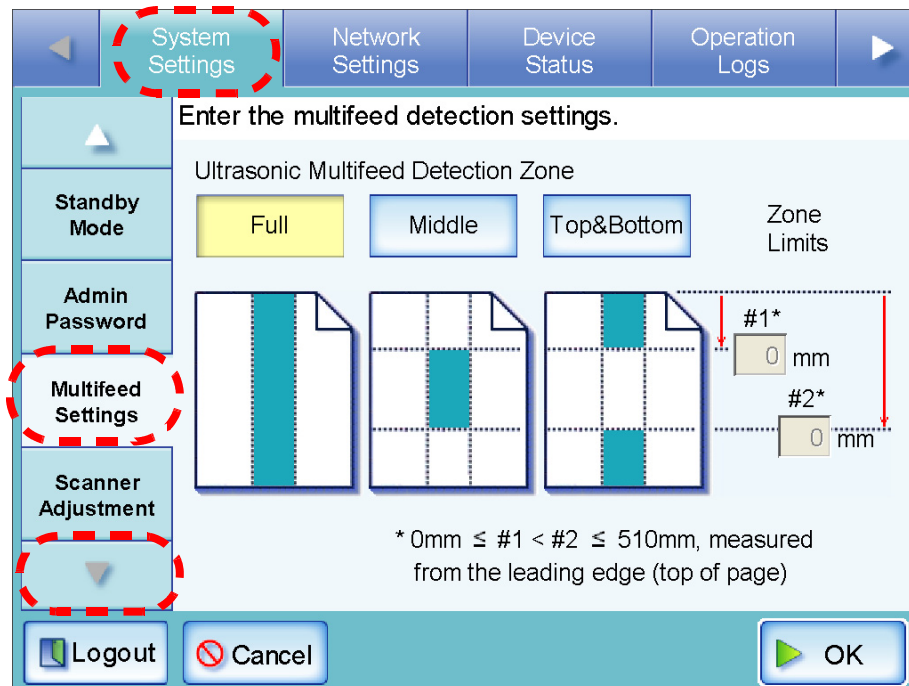 System
Settings
Network
Settings
Device
Status
Operation
Logs
Enter the multifeed detection settings.
Standby
Mode
Admin
Password
Multifeed
Settings
Scanner
Adjustment
Ultrasonic Multifeed Detection Zone
Full
Middle
Top&Bottom
Zone
Limits
#1*
0 mm
#2*
0 mm
* 0mm ≤ #1 < #2 ≤ 510mm, measured
from the leading edge (top of page)
Logout
Cancel
OK